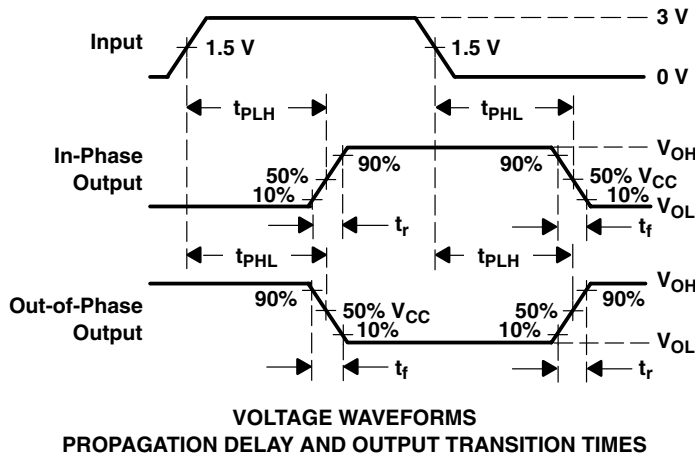 3 V
Input
1.5 V
1.5 V
0 V
tPLH
tPHL
In-Phase
Output
50%
10%
90%
90%
VOH
50% VCC
10%
VOL
tr
tf
tPHL
tPLH
Out-of-Phase
Output
90%
50% VCC
10%
50%
10%
90%
VOH
VOL
tf
tr
VOLTAGE WAVEFORMS
PROPAGATION DELAY AND OUTPUT TRANSITION TIMES